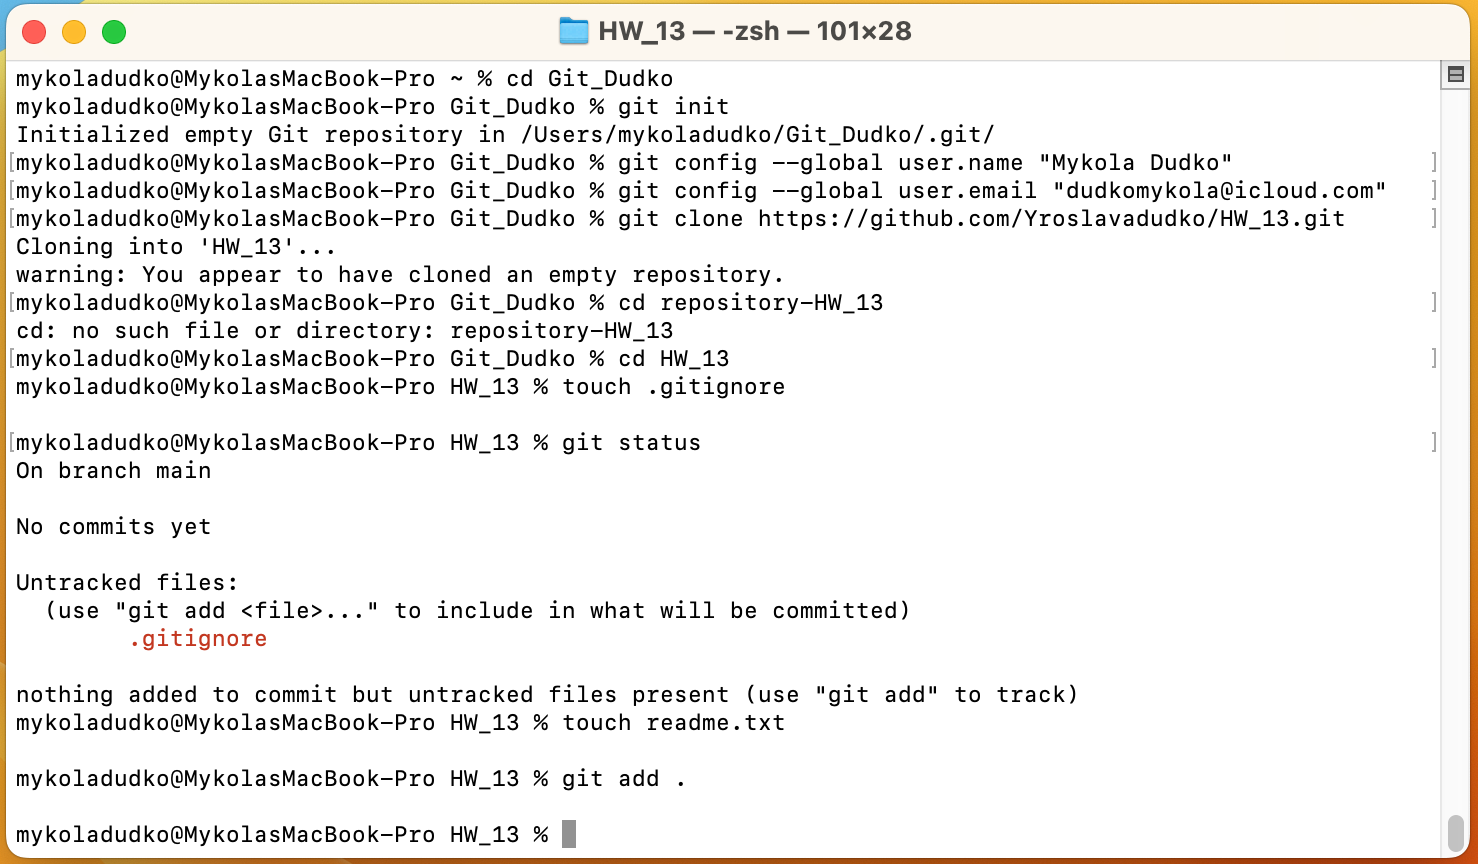 HW_13 — -zsh — 101×28
mykoladudko@MykolasMacBook-Pro ~ % cd Git_Dudko
mykoladudko@MykolasMacBook-Pro Git_Dudko % git init
Initialized empty Git repository in /Users/mykoladudko/Git_Dudko/.git/
[mykoladudko@MykolasMacBook-Pro Git_Dudko % git config --global user.name "Mykola Dudko" ]
[mykoladudko@MykolasMacBook-Pro Git_Dudko % git config --global user.email "dudkomykola@icloud.com" ]
[mykoladudko@MykolasMacBook-Pro Git_Dudko % git clone https://github.com/Yroslavadudko/HW_13.git ]
Cloning into 'HW_13'...
warning: You appear to have cloned an empty repository.
[mykoladudko@MykolasMacBook-Pro Git_Dudko % cd repository-HW_13 ]
cd: no such file or directory: repository-HW_13
[mykoladudko@MykolasMacBook-Pro Git_Dudko % cd HW_13 ]
mykoladudko@MykolasMacBook-Pro HW_13 % touch .gitignore
[mykoladudko@MykolasMacBook-Pro HW_13 % git status ]
On branch main
No commits yet
Untracked files:
(use "git add <file>..." to include in what will be committed)
.gitignore
nothing added to commit but untracked files present (use "git add" to track)
mykoladudko@MykolasMacBook-Pro HW_13 % touch readme.txt
mykoladudko@MykolasMacBook-Pro HW_13 % git add .
mykoladudko@MykolasMacBook-Pro HW_13 %